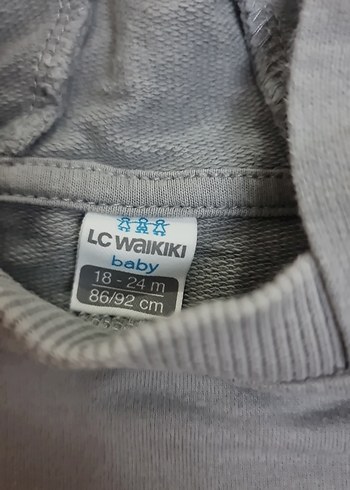 LC WAIKIKI
baby
18 - 24 m
86/92 cm